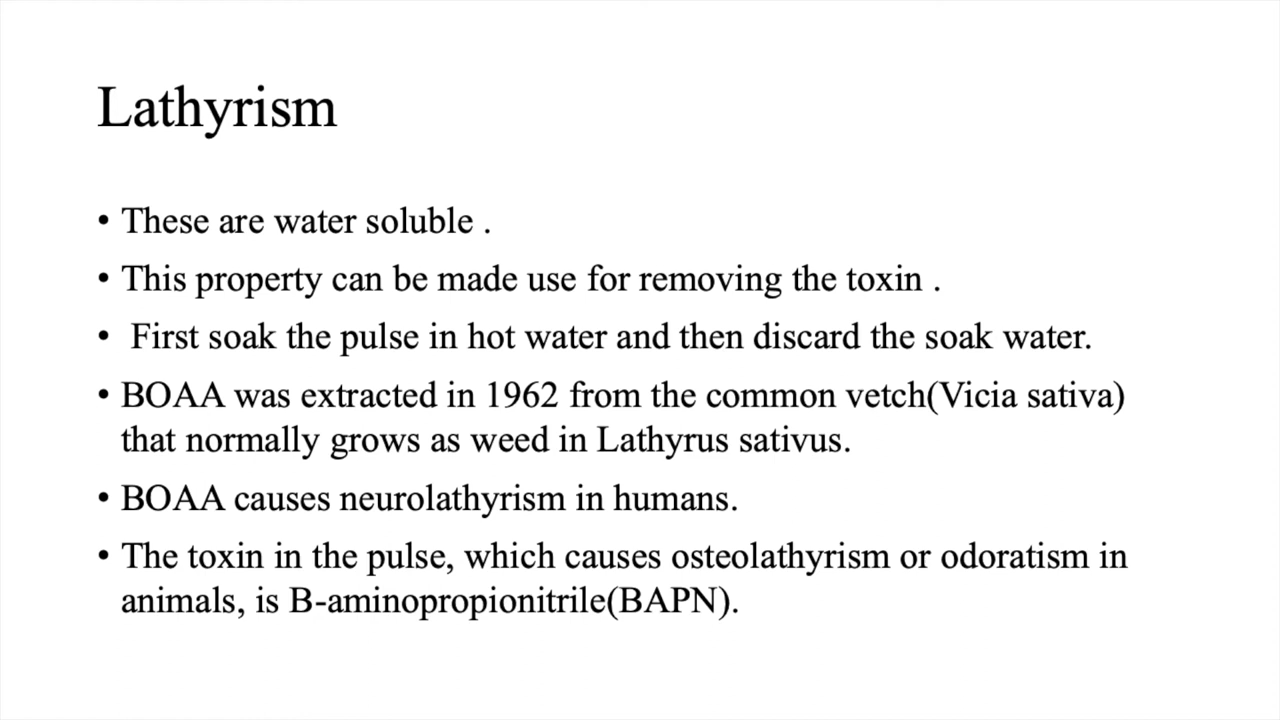 Lathyrism
• These are water soluble .
• This property can be made use for removing the toxin .
• First soak the pulse in hot water and then discard the soak water.
• BOAA was extracted in 1962 from the common vetch(Vicia sativa)
that normally grows as weed in Lathyrus sativus.
• BOAA causes neurolathyrism in humans.
• The toxin in the pulse, which causes osteolathyrism or odoratism in
animals, is B-aminopropionitrile(BAPN).